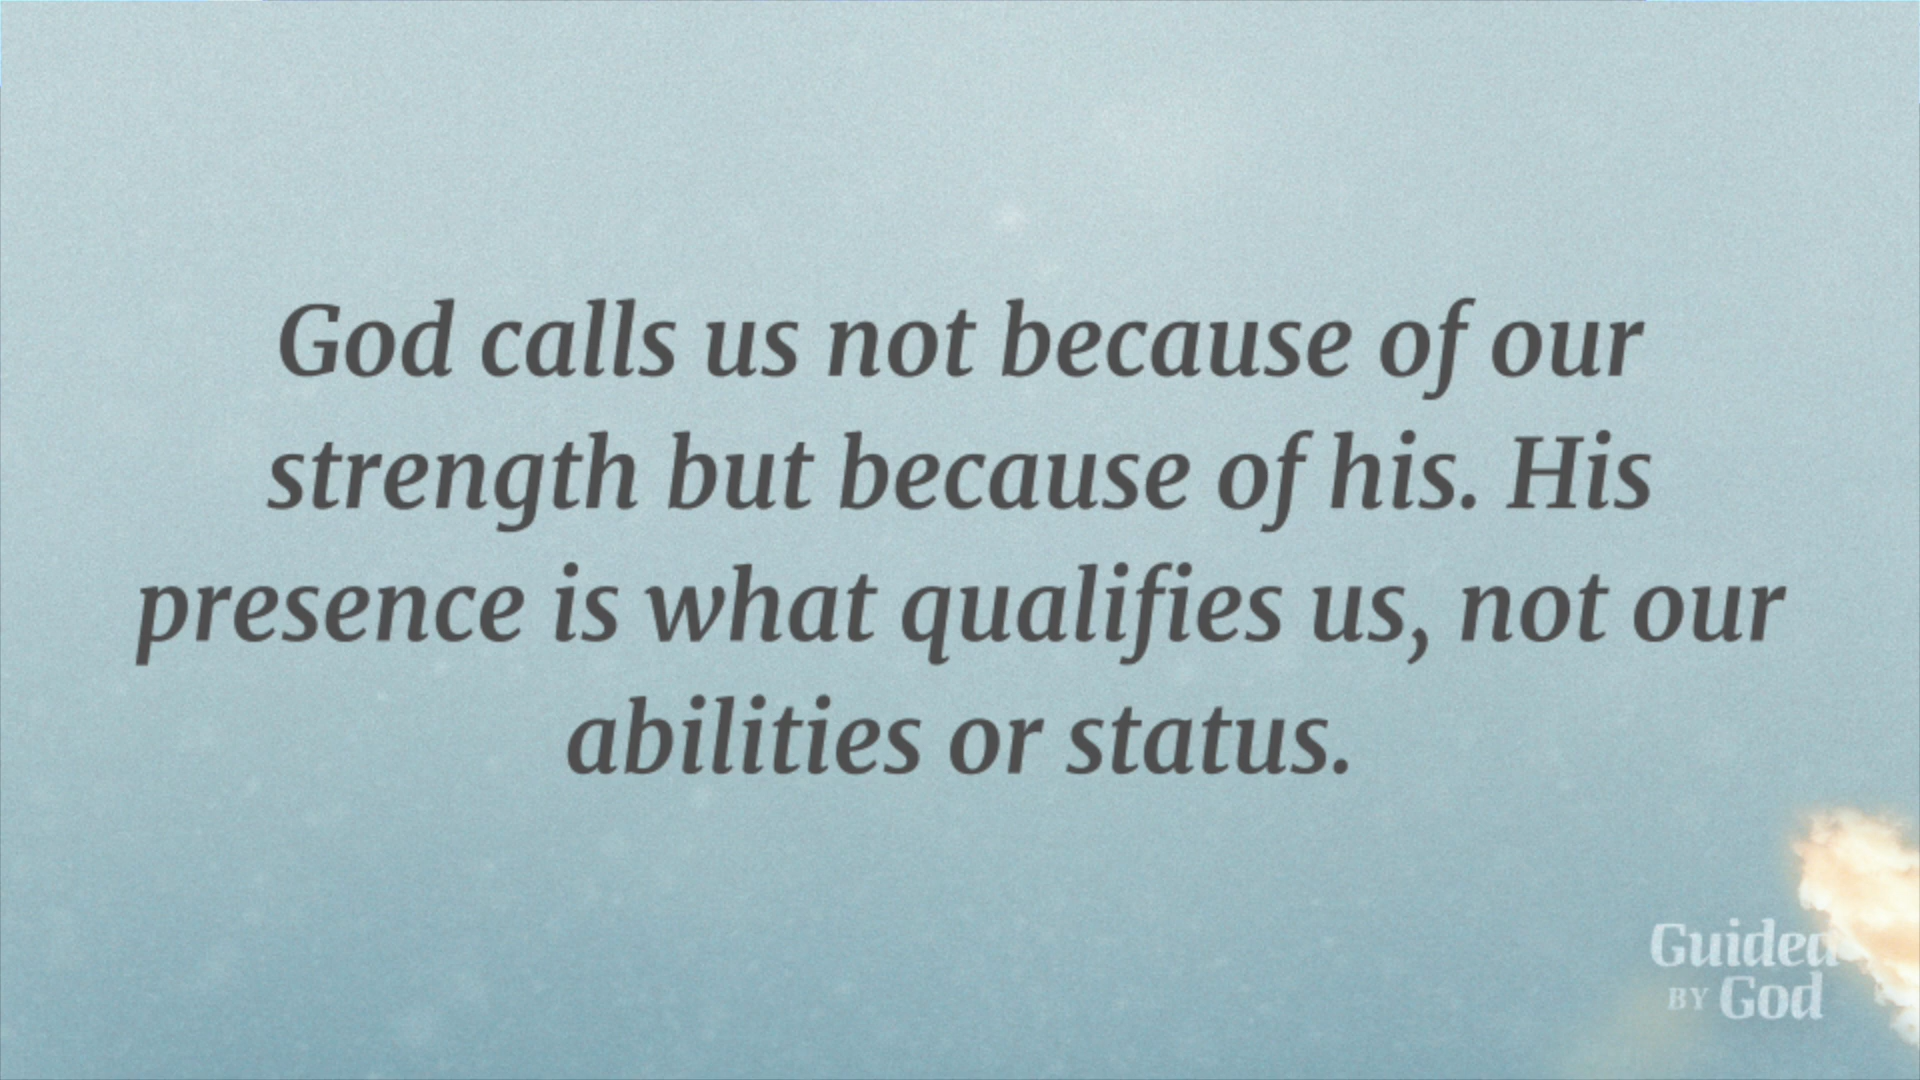 God calls us not because of our
strength but because of his. His
presence is what qualifies us, not our
abilities or status.
Guided
BY God